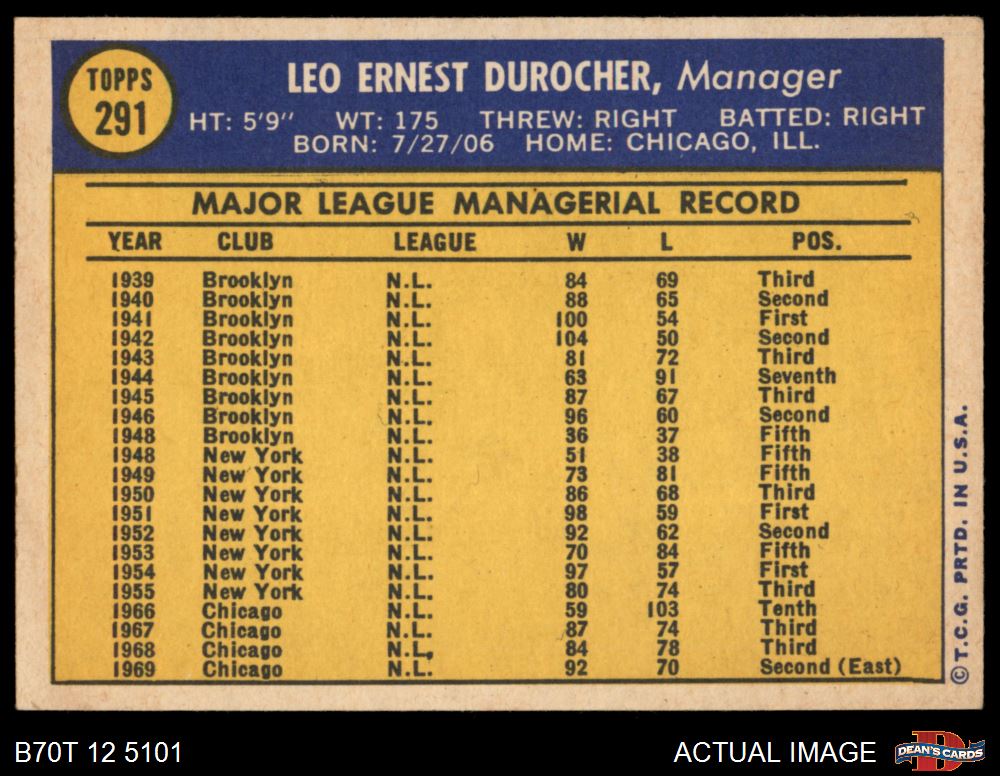 TOPPS
291
LEO ERNEST DUROCHER, Manager
HT: 5'9" WT: 175 THREW: RIGHT BATTED: RIGHT
BORN: 7/27/06 HOME: CHICAGO, ILL.
MAJOR LEAGUE MANAGERIAL RECORD
YEAR CLUB LEAGUE W L POS.
1939 Brooklyn N.L. 84 69 Third
1940 Brooklyn N.L. 88 65 Second
1941 Brooklyn N.L. 100 54 First
1942 Brooklyn N.L. 104 50 Second
1943 Brooklyn N.L. 81 72 Third
1944 Brooklyn N.L. 63 91 Seventh
1945 Brooklyn N.L. 87 67 Third
1946 Brooklyn N.L. 96 60 Second
1948 Brooklyn N.L. 36 37 Fifth
1948 New York N.L. 51 38 Fifth
1949 New York N.L. 73 81 Fifth
1950 New York N.L. 86 68 Third
1951 New York N.L. 98 59 First
1952 New York N.L. 92 62 Second
1953 New York N.L. 70 84 Fifth
1954 New York N.L. 97 57 First
1955 New York N.L. 80 74 Third
1966 Chicago N.L. 59 103 Tenth
1967 Chicago N.L. 87 74 Third
1968 Chicago N.L. 84 78 Third
1969 Chicago N.L. 92 70 Second (East)
© T.C.G. PRTD. IN U.S.A.
B70T 12 5101
ACTUAL IMAGE
DEAN'S CARDS